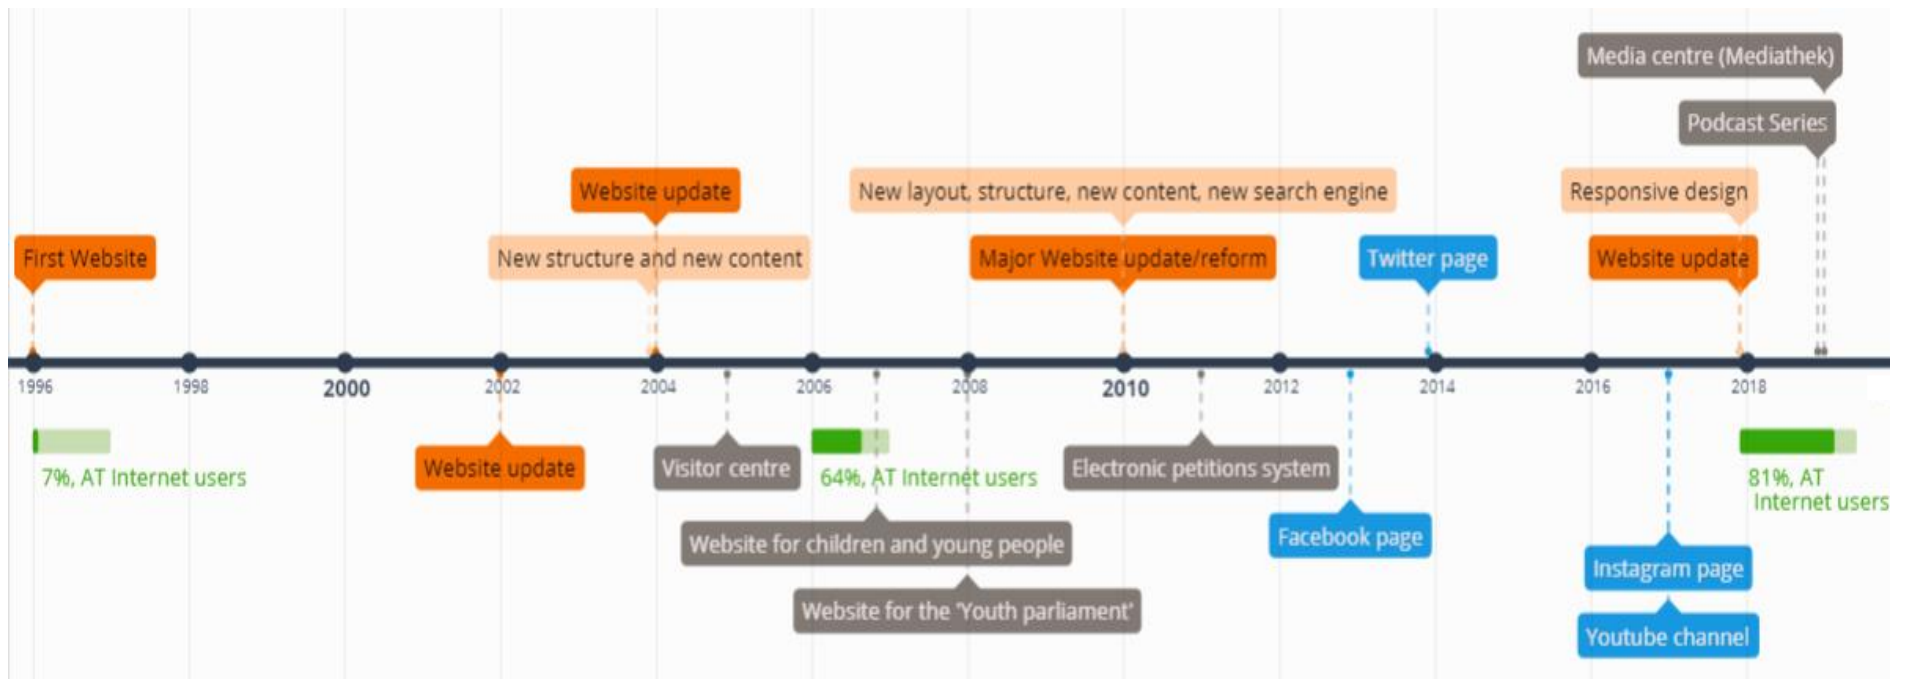 Media centre (Mediathek)
Podcast Series
Website update
New layout, structure, new content, new search engine
Responsive design
First Website
New structure and new content
Major Website update/reform
Twitter page
Website update
1996
1998
2000
2002
2004
2006
2008
2010
2012
2014
2016
2018
7%, AT Internet users
Website update
Visitor centre
64%, AT Internet users
Electronic petitions system
81%, AT
Internet users
Website for children and young people
Facebook page
Instagram page
Website for the 'Youth parliament'
Youtube channel